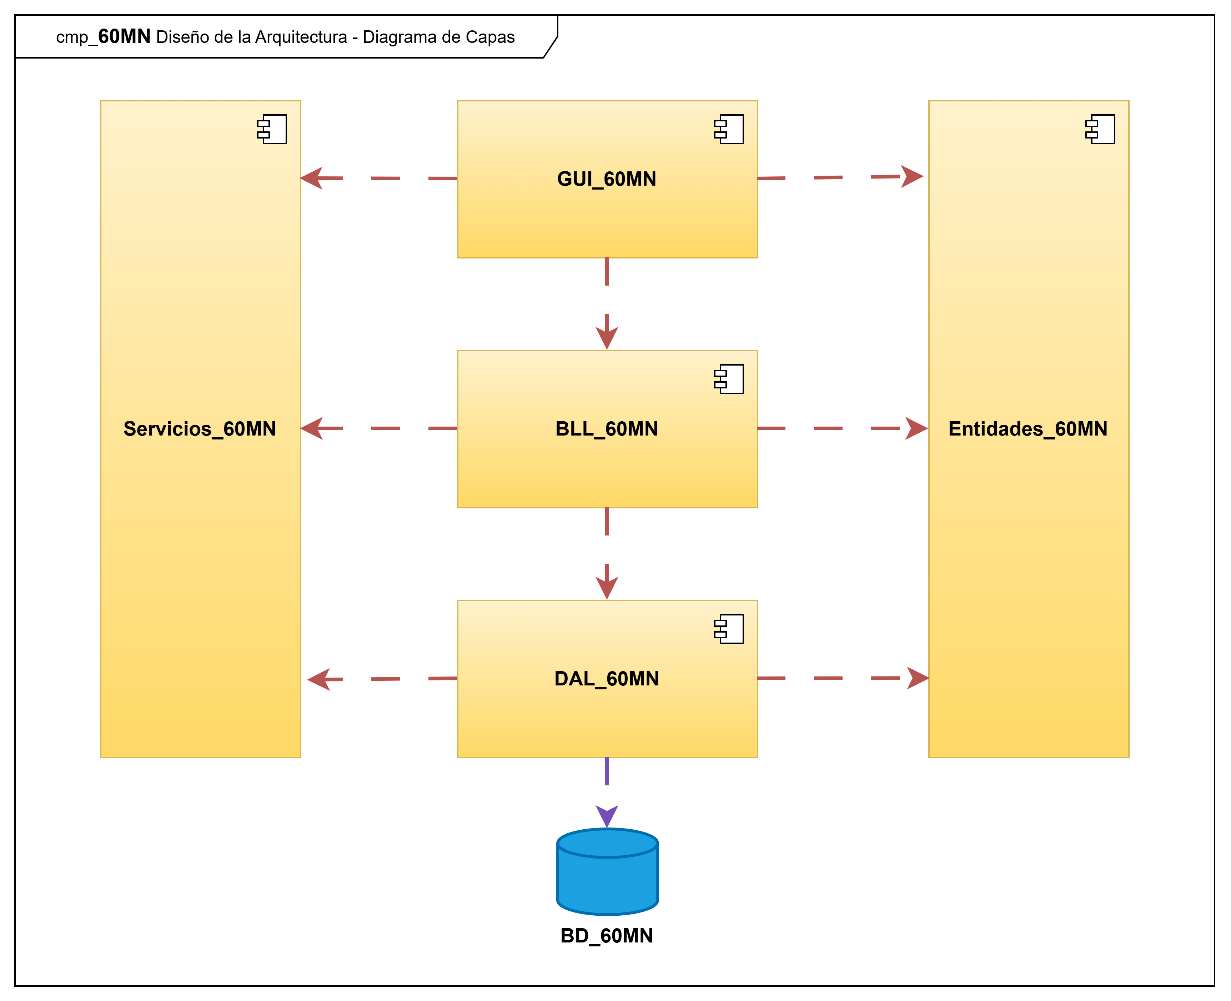 cmp_60MN Diseño de la Arquitectura - Diagrama de Capas
GUI_60MN
Servicios_60MN
BLL_60MN
Entidades_60MN
DAL_60MN
BD_60MN